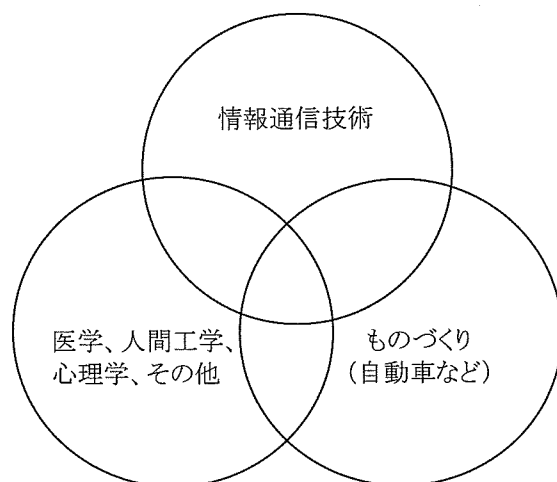 情報通信技術
医学、人間工学、
心理学、その他
ものづくり
(自動車など)